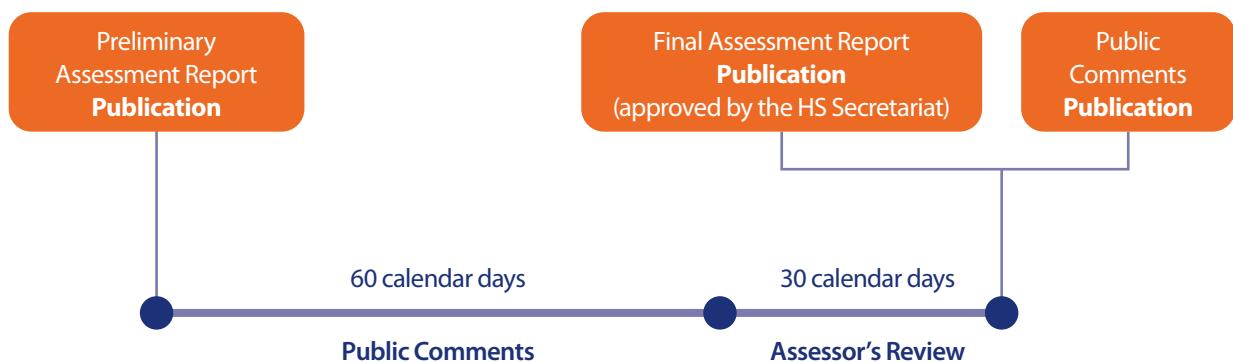 Preliminary
Assessment Report
Publication
Final Assessment Report
Publication
(approved by the HS Secretariat)
Public
Comments
Publication
60 calendar days
30 calendar days
Public Comments
Assessor's Review